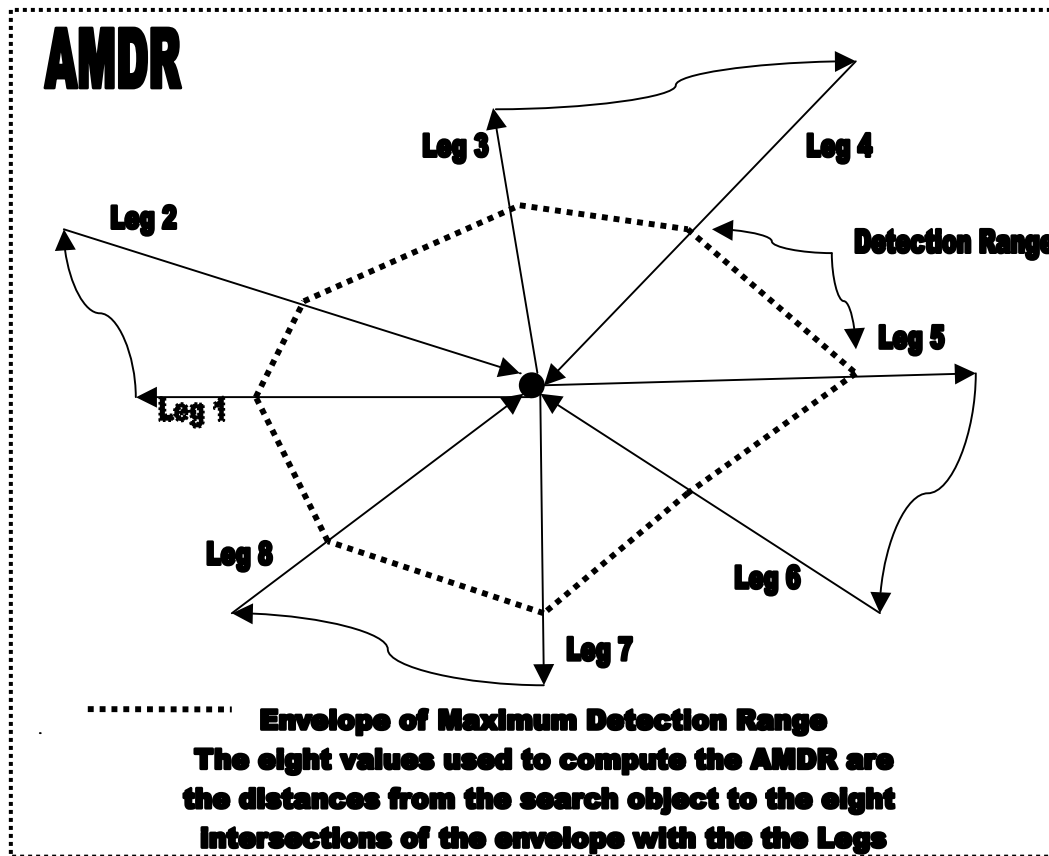 AMDR
Leg 3
Leg 4
Leg 2
Detection Range
Leg 5
Leg 1
Leg 8
Leg 6
Leg 7
Envelope of Maximum Detection Range
The eight values used to compute the AMDR are
the distances from the search object to the eight
intersections of the envelope with the the Legs